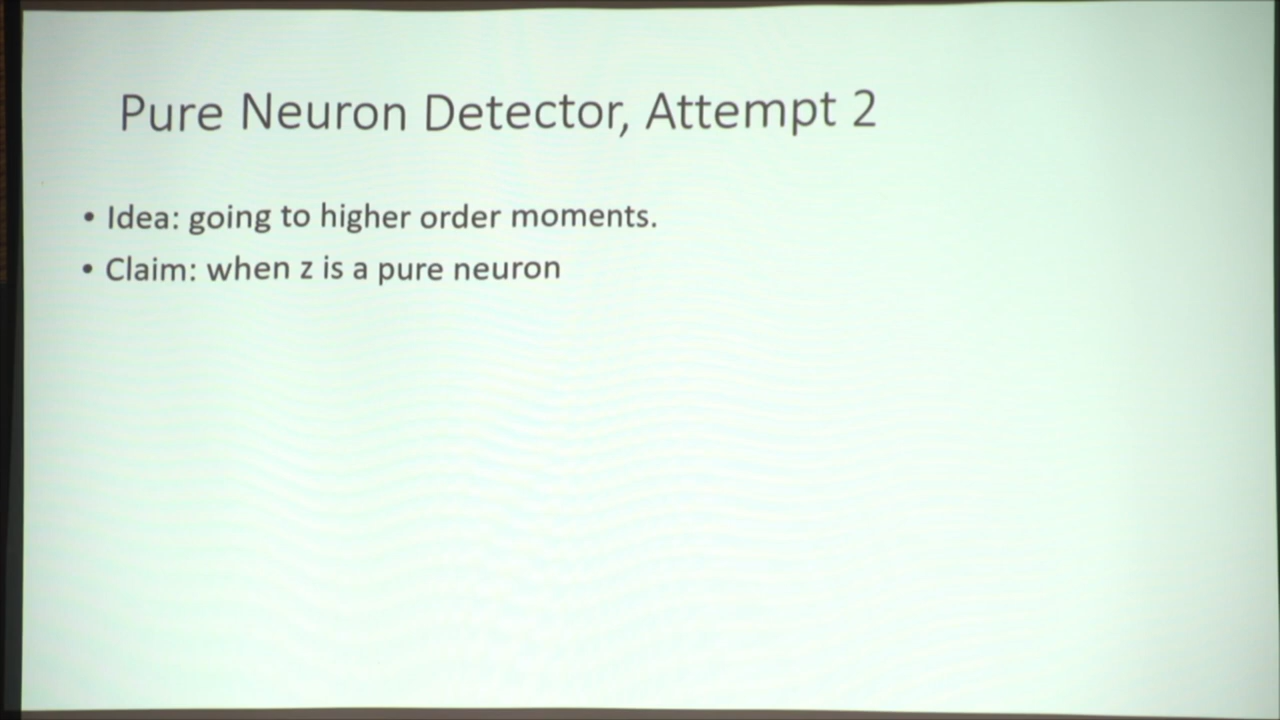 Pure Neuron Detector, Attempt 2
• Idea: going to higher order moments.
• Claim: when z is a pure neuron